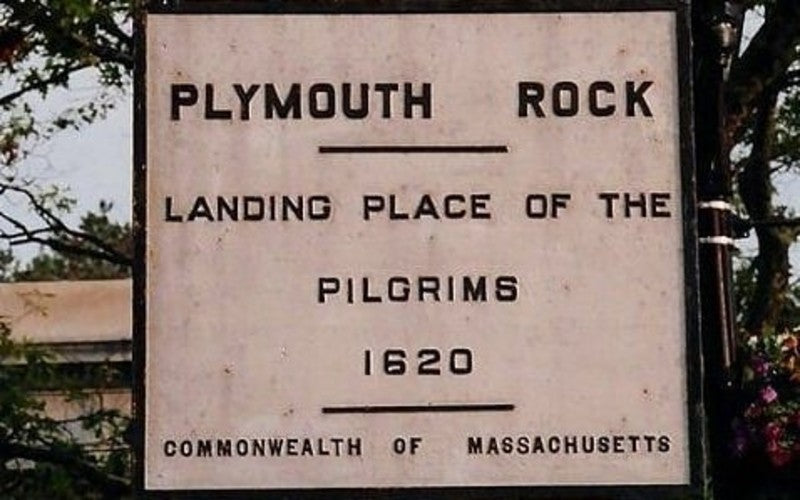 PLYMOUTH ROCK
LANDING PLACE OF THE
PILGRIMS
1620
COMMONWEALTH OF MASSACHUSETTS